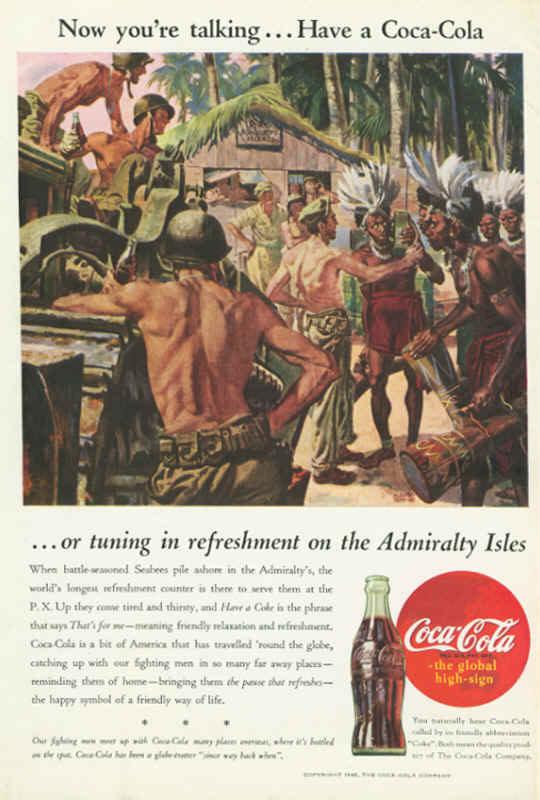 Now you're talking... Have a Coca-Cola
...or tuning in refreshment on the Admiralty Isles
When battle-seasoned Seabees pile ashore in the Admiralty's, the
world's longest refreshment counter is there to serve them at the
P. X. Up they come tired and thirsty, and Have a Coke is the phrase
that says That's for me—meaning friendly relaxation and refreshment.
Coca-Cola is a bit of America that has travelled 'round the globe,
catching up with our fighting men in so many far away places—
reminding them of home—bringing them the pause that refreshes—
the happy symbol of a friendly way of life.
* * *
Our fighting men meet up with Coca-Cola many places overseas, where it's bottled
on the spot. Coca-Cola has been a globe-trotter "since way back when".
Coca-Cola
Coca-Cola
-the global
high-sign
You naturally hear Coca-Cola
called by its friendly abbreviation
"Coke". Both mean the quality prod-
uct of The Coca-Cola Company.
COPYRIGHT 1945, THE COCA-COLA COMPANY